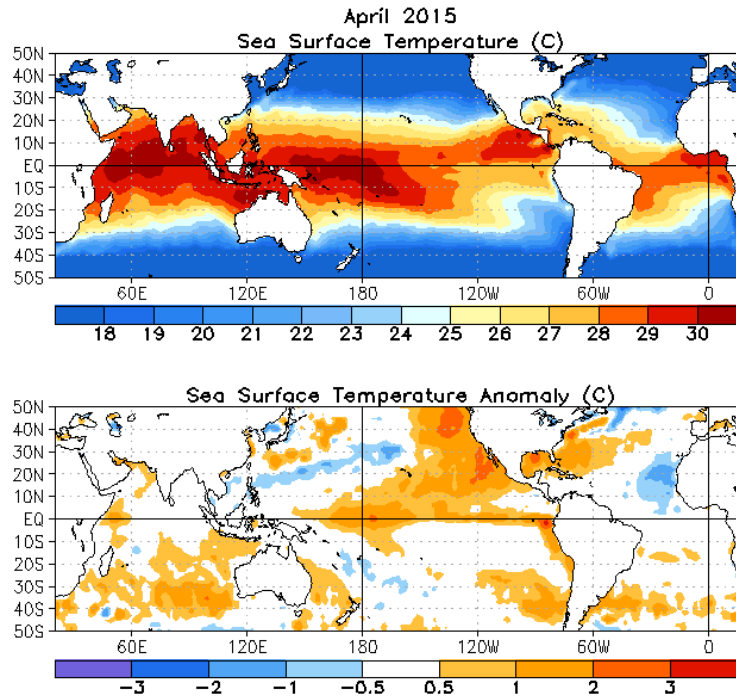 April 2015
Sea Surface Temperature (C)
50N
40N
30N
20N
10N
EQ
10S
20S
30S
40S
50S
60E 120E 180 120W 60W 0
18 19 20 21 22 23 24 25 26 27 28 29 30
Sea Surface Temperature Anomaly (C)
50N
40N
30N
20N
10N
EQ
10S
20S
30S
40S
50S
60E 120E 180 120W 60W 0
-3 -2 -1 -0.5 0.5 1 2 3